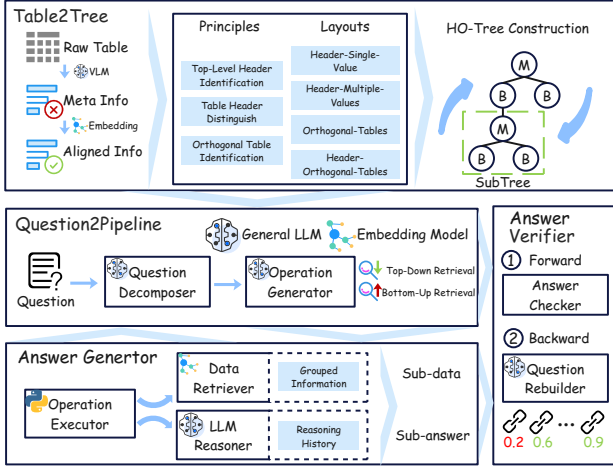 Table2Tree
Raw Table
VLM
Meta Info
Embedding
Aligned Info
Principles
Top-Level Header
Identification
Table Header
Distinguish
Orthogonal Table
Identification
Layouts
Header-Single-
Value
Header-Multiple-
Values
Orthogonal-Tables
Header-
Orthogonal-Tables
HO-Tree Construction
M
B
B
M
B
B
SubTree
Question2Pipeline
General LLM
Embedding Model
Question
Question
Decomposer
Operation
Generator
Top-Down Retrieval
Bottom-Up Retrieval
Answer Genertor
Operation
Executor
Data
Retriever
Grouped
Information
LLM
Reasoner
Reasoning
History
Sub-data
Sub-answer
Answer
Verifier
1 Forward
Answer
Checker
2 Backward
Question
Rebuilder
0.2 0.6 ... 0.9